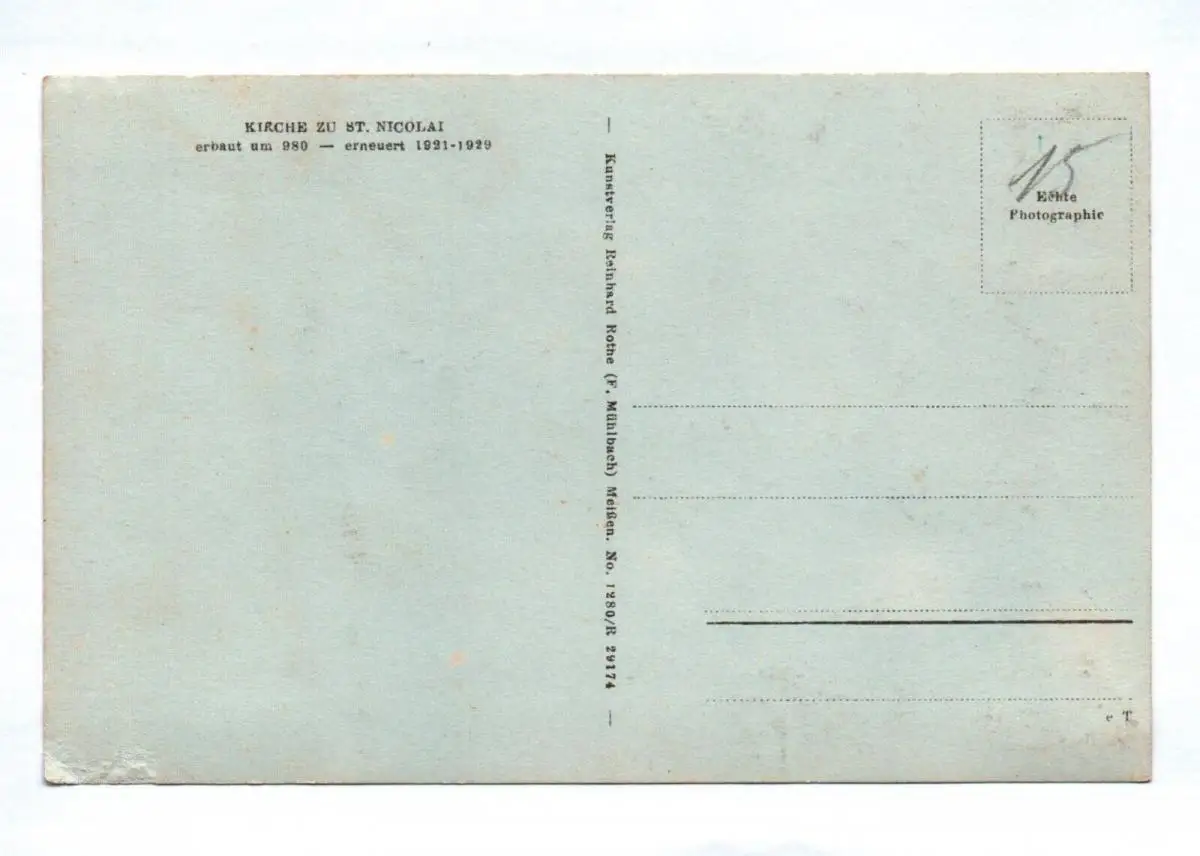 KIRCHE ZU ST. NICOLAI
erbaut um 980 — erneuert 1921-1929
— Kunstverlag Reinhard Rothe (F. Mühlbach) Meißen. No. 1280/R 29174 —
15
Echte
Photographie
e T